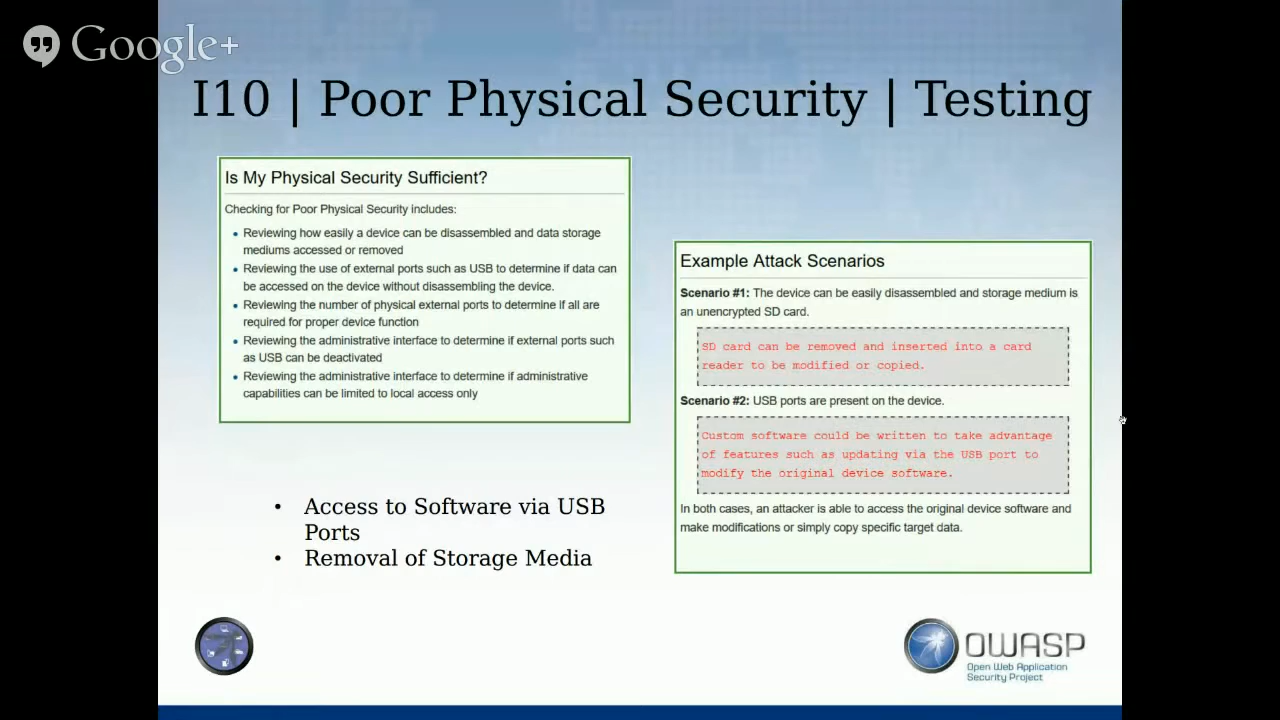 Google+
I10 | Poor Physical Security | Testing
Is My Physical Security Sufficient?
Checking for Poor Physical Security includes:
• Reviewing how easily a device can be disassembled and data storage
mediums accessed or removed
• Reviewing the use of external ports such as USB to determine if data can
be accessed on the device without disassembling the device.
• Reviewing the number of physical external ports to determine if all are
required for proper device function
• Reviewing the administrative interface to determine if external ports such
as USB can be deactivated
• Reviewing the administrative interface to determine if administrative
capabilities can be limited to local access only
• Access to Software via USB
Ports
• Removal of Storage Media
Example Attack Scenarios
Scenario #1: The device can be easily disassembled and storage medium is
an unencrypted SD card.
SD card can be removed and inserted into a card
reader to be modified or copied.
Scenario #2: USB ports are present on the device.
Custom software could be written to take advantage
of features such as updating via the USB port to
modify the original device software.
In both cases, an attacker is able to access the original device software and
make modifications or simply copy specific target data.
OWASP
Open Web Application
Security Project